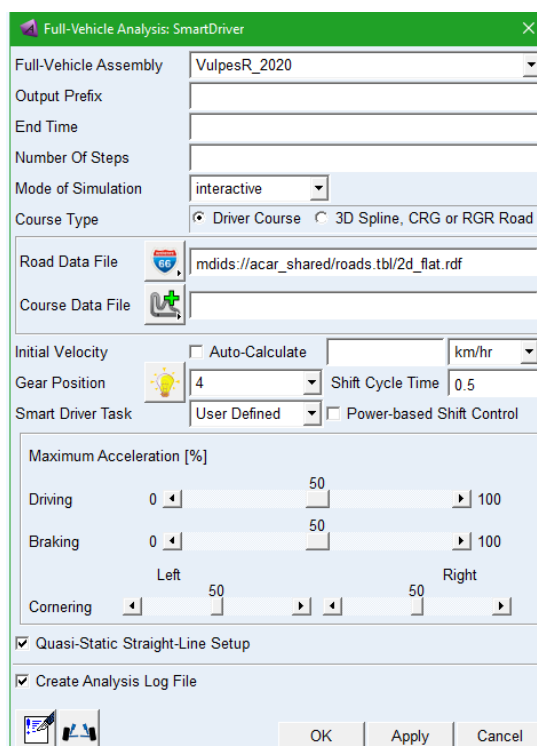 Full-Vehicle Analysis: SmartDriver
Full-Vehicle Assembly VulpesR_2020
Output Prefix
End Time
Number Of Steps
Mode of Simulation interactive
Course Type Driver Course 3D Spline, CRG or RGR Road
Road Data File 66 mdids://acar_shared/roads.tbl/2d_flat.rdf
Course Data File
Initial Velocity Auto-Calculate km/hr
Gear Position 4 Shift Cycle Time 0.5
Smart Driver Task User Defined Power-based Shift Control
Maximum Acceleration [%]
50
Driving 0 100
50
Braking 0 100
Left Right
50 50
Cornering
Quasi-Static Straight-Line Setup
Create Analysis Log File
OK Apply Cancel